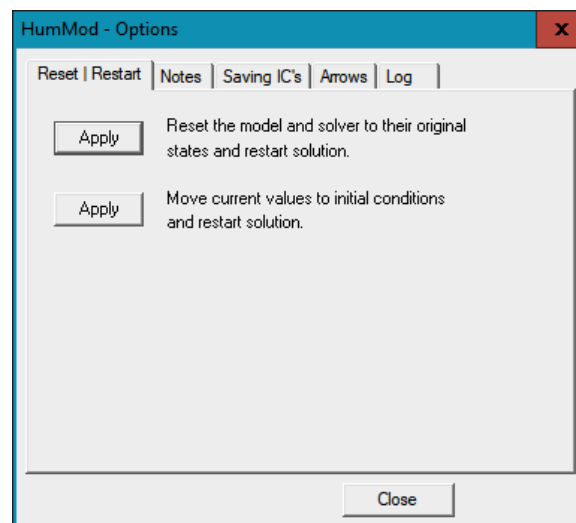 HumMod - Options
x
Reset | Restart Notes Saving IC's Arrows Log
Apply
Reset the model and solver to their original
states and restart solution.
Apply
Move current values to initial conditions
and restart solution.
Close